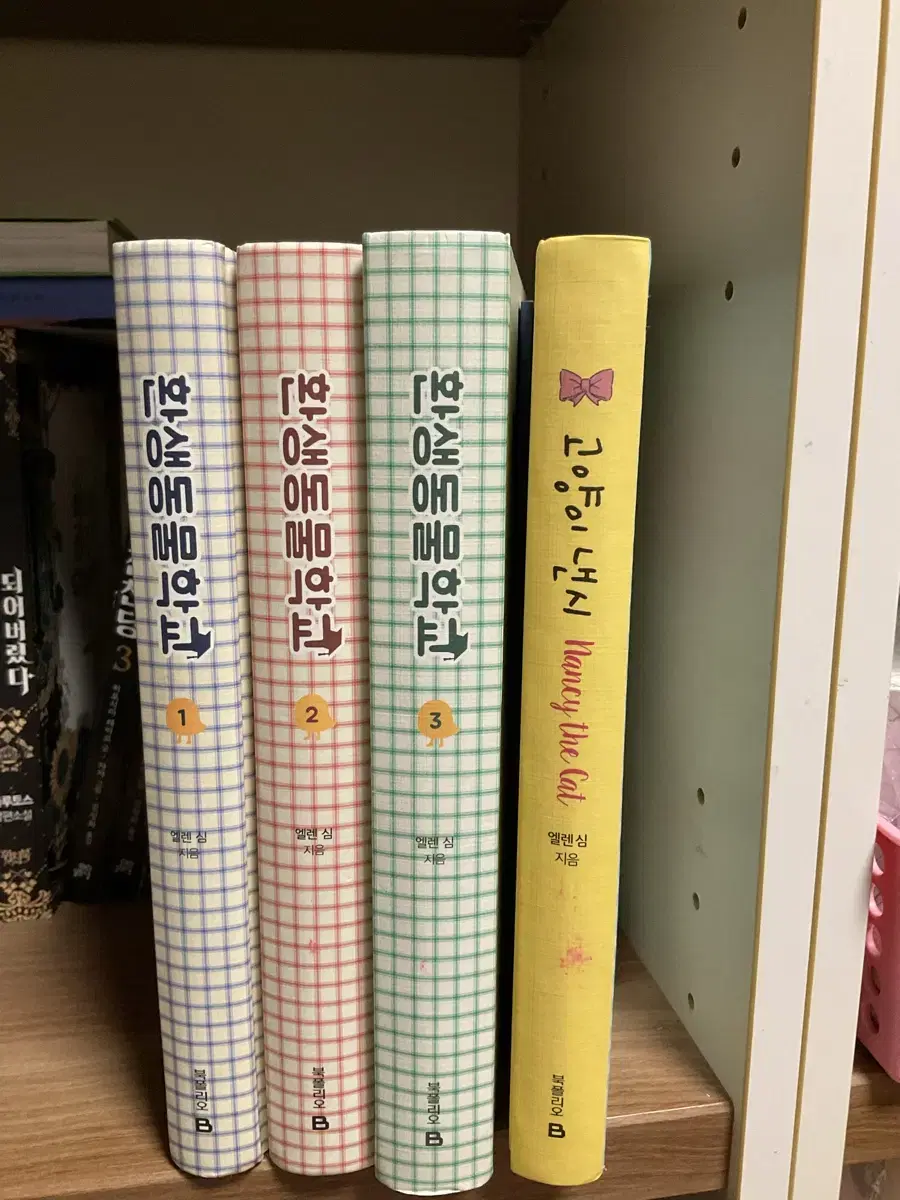 되어버렸다
3
환생동물학교
1
엘렌 심
지음
북폴리오
B
환생동물학교
2
엘렌 심
지음
북폴리오
B
환생동물학교
3
엘렌 심
지음
북폴리오
B
고양이 낸시
Nancy the Cat
엘렌 심
지음
북폴리오
B